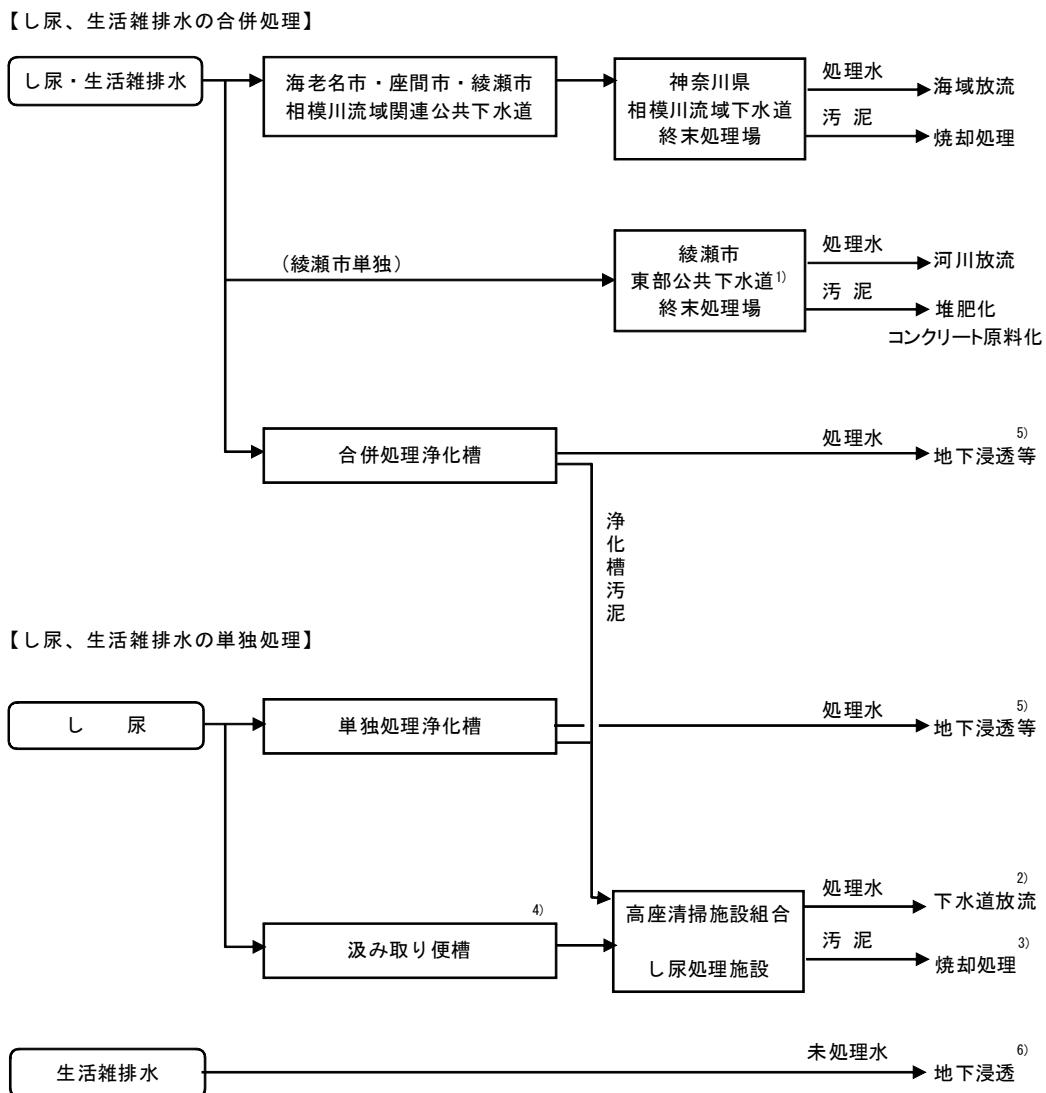 【し尿、生活雑排水の合併処理】
し尿・生活雑排水
海老名市・座間市・綾瀬市
相模川流域関連公共下水道
神奈川県
相模川流域下水道
終末処理場
処理水
海域放流
汚 泥
焼却処理
（綾瀬市単独）
綾瀬市
東部公共下水道1)
終末処理場
処理水
河川放流
汚 泥
堆肥化
コンクリート原料化
合併処理浄化槽
処理水
地下浸透等5)
浄化槽汚泥
【し尿、生活雑排水の単独処理】
し 尿
単独処理浄化槽
処理水
地下浸透等5)
汲み取り便槽4)
高座清掃施設組合
し尿処理施設
処理水
下水道放流2)
汚 泥
焼却処理3)
生活雑排水
未処理水
地下浸透6)